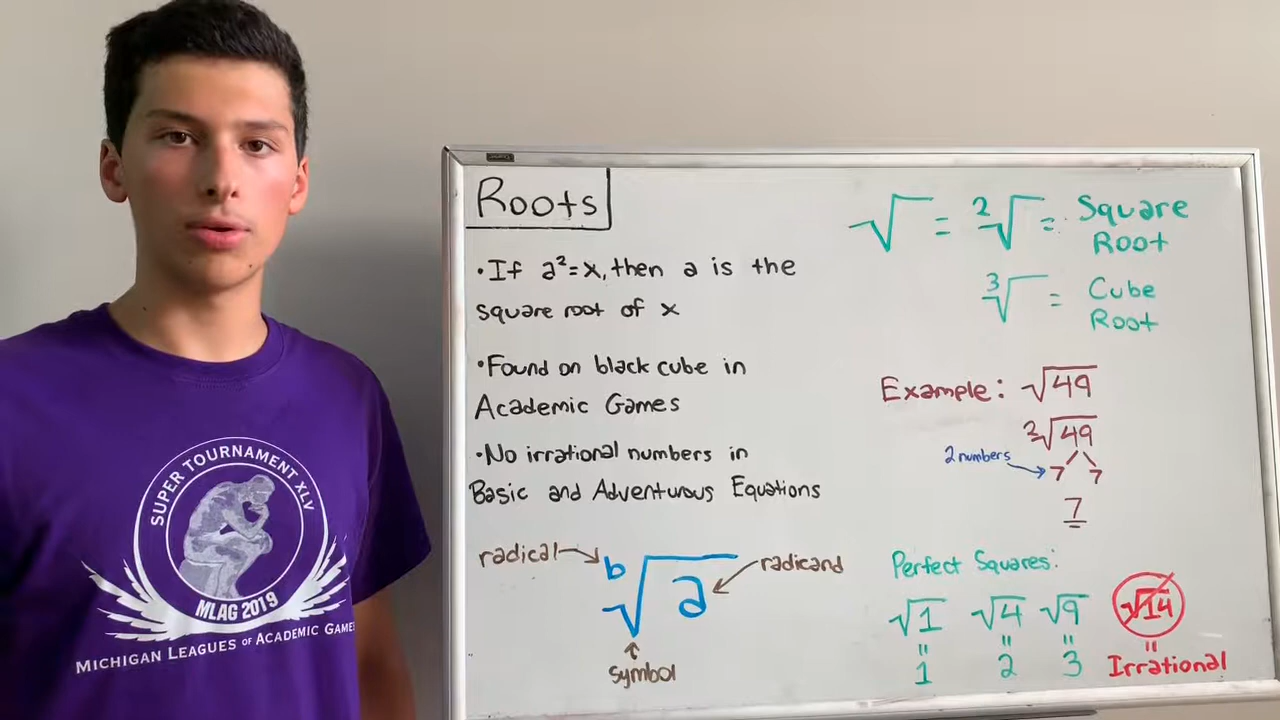 SUPER TOURNAMENT XLV
MLAG 2019
MICHIGAN LEAGUES OF ACADEMIC GAMES
Roots
•If a²=x, then a is the
square root of x
•Found on black cube in
Academic Games
•No irrational numbers in
Basic and Adventurous Equations
radical
b√a
radicand
symbol
√ = ²√ = Square
Root
³√ = Cube
Root
Example: √49
²√49
2 numbers 7 7
7
Perfect Squares:
√1 √4 √9 √14
= = = =
1 2 3 Irrational